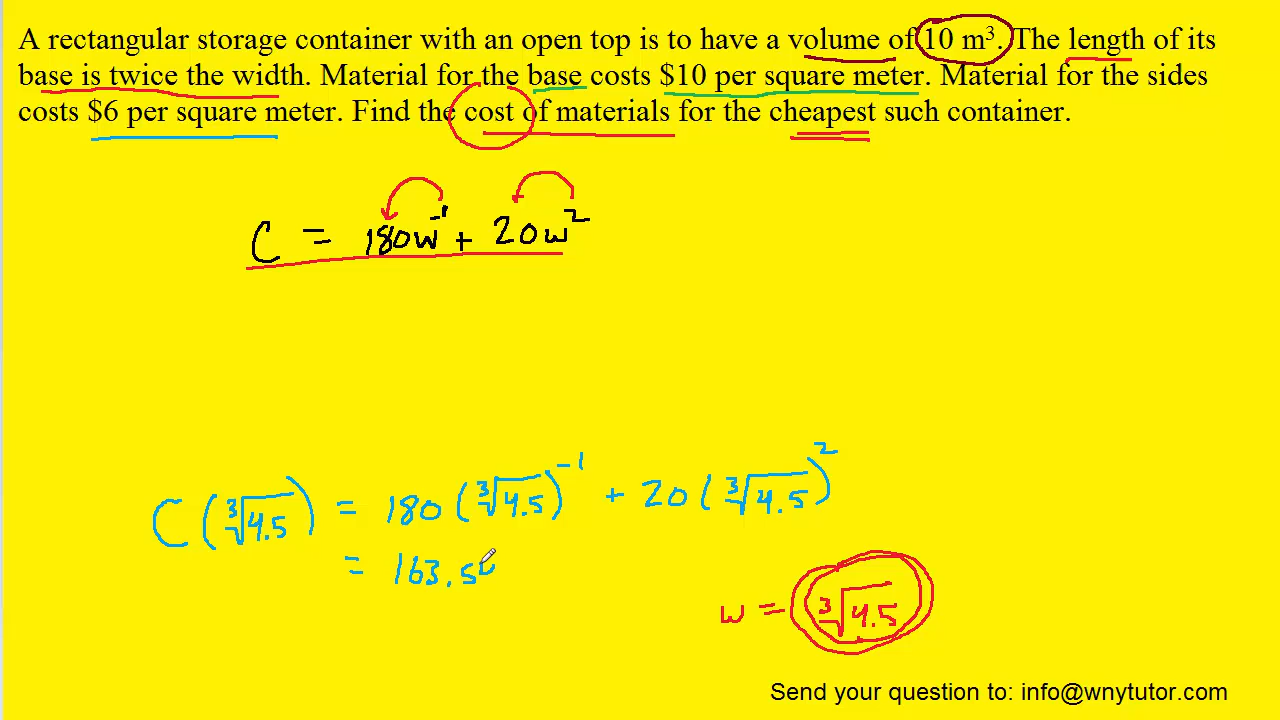 A rectangular storage container with an open top is to have a volume of 10 m³. The length of its
base is twice the width. Material for the base costs $10 per square meter. Material for the sides
costs $6 per square meter. Find the cost of materials for the cheapest such container.
C = 180w⁻¹ + 20w²
C(∛4.5) = 180(∛4.5)⁻¹ + 20(∛4.5)²
= 163.5
w = ∛4.5
Send your question to: info@wnytutor.com